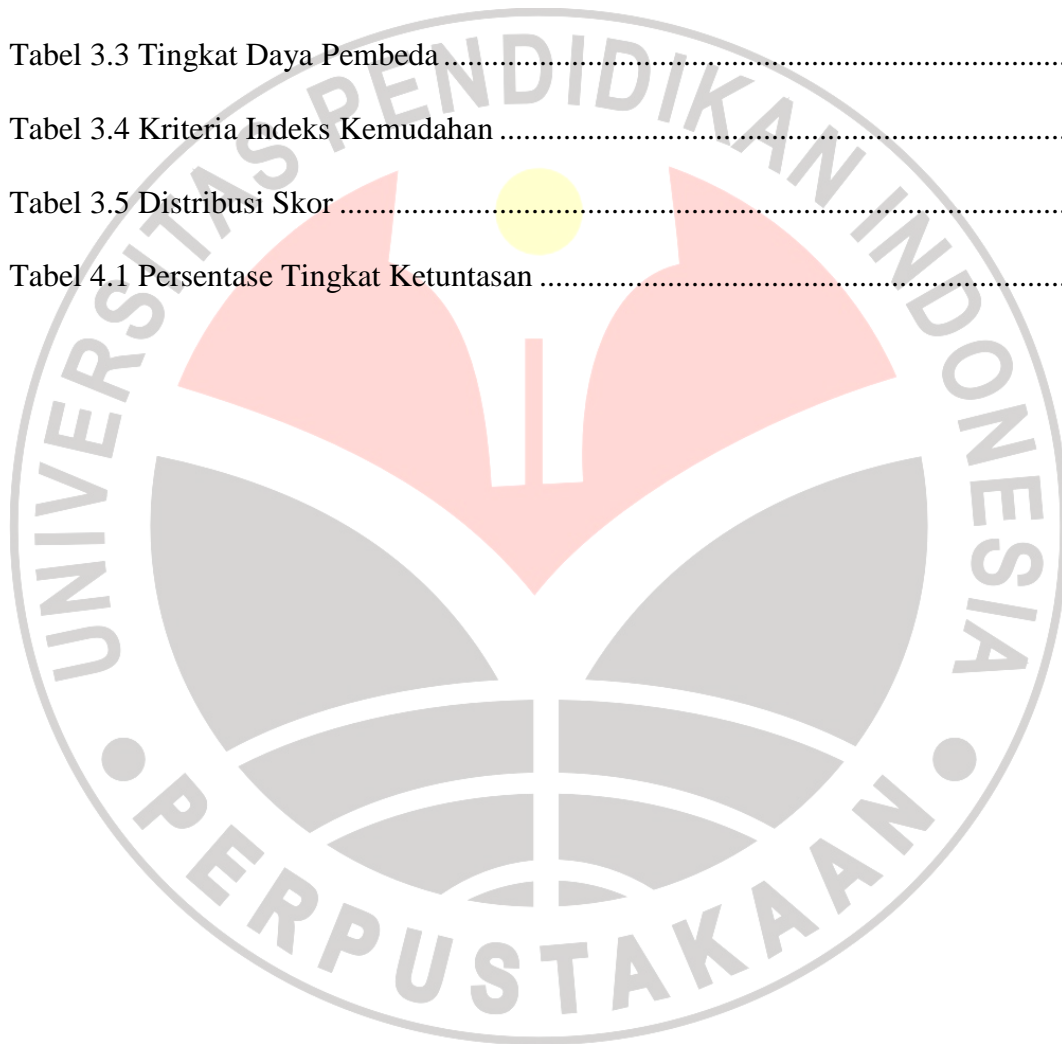 Tabel 3.3 Tingkat Daya Pembeda ....................................................................................
Tabel 3.4 Kriteria Indeks Kemudahan .............................................................................
Tabel 3.5 Distribusi Skor ..................................................................................................
Tabel 4.1 Persentase Tingkat Ketuntasan ........................................................................
UNIVERSITAS PENDIDIKAN INDONESIA
• PERPUSTAKAAN •